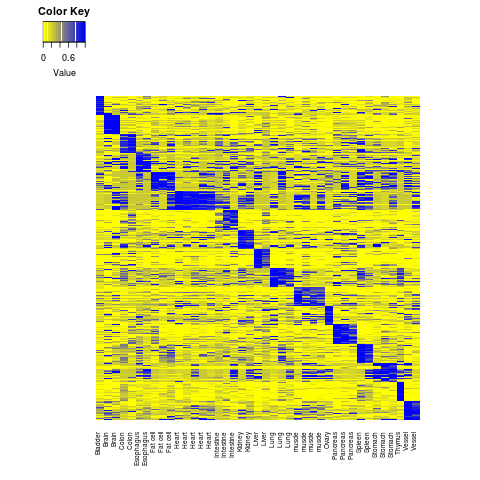 Color Key
0
0.6
Value
Bladder
Brain
Brain
Colon
Colon
Esophagus
Esophagus
Fat cell
Fat cell
Fat cell
Heart
Heart
Heart
Heart
Heart
Intestine
Intestine
Intestine
Kidney
Kidney
Liver
Liver
Lung
Lung
Lung
muscle
muscle
muscle
muscle
Ovary
Pancreas
Pancreas
Pancreas
Spleen
Spleen
Stomach
Stomach
Stomach
Thymus
Vessel
Vessel